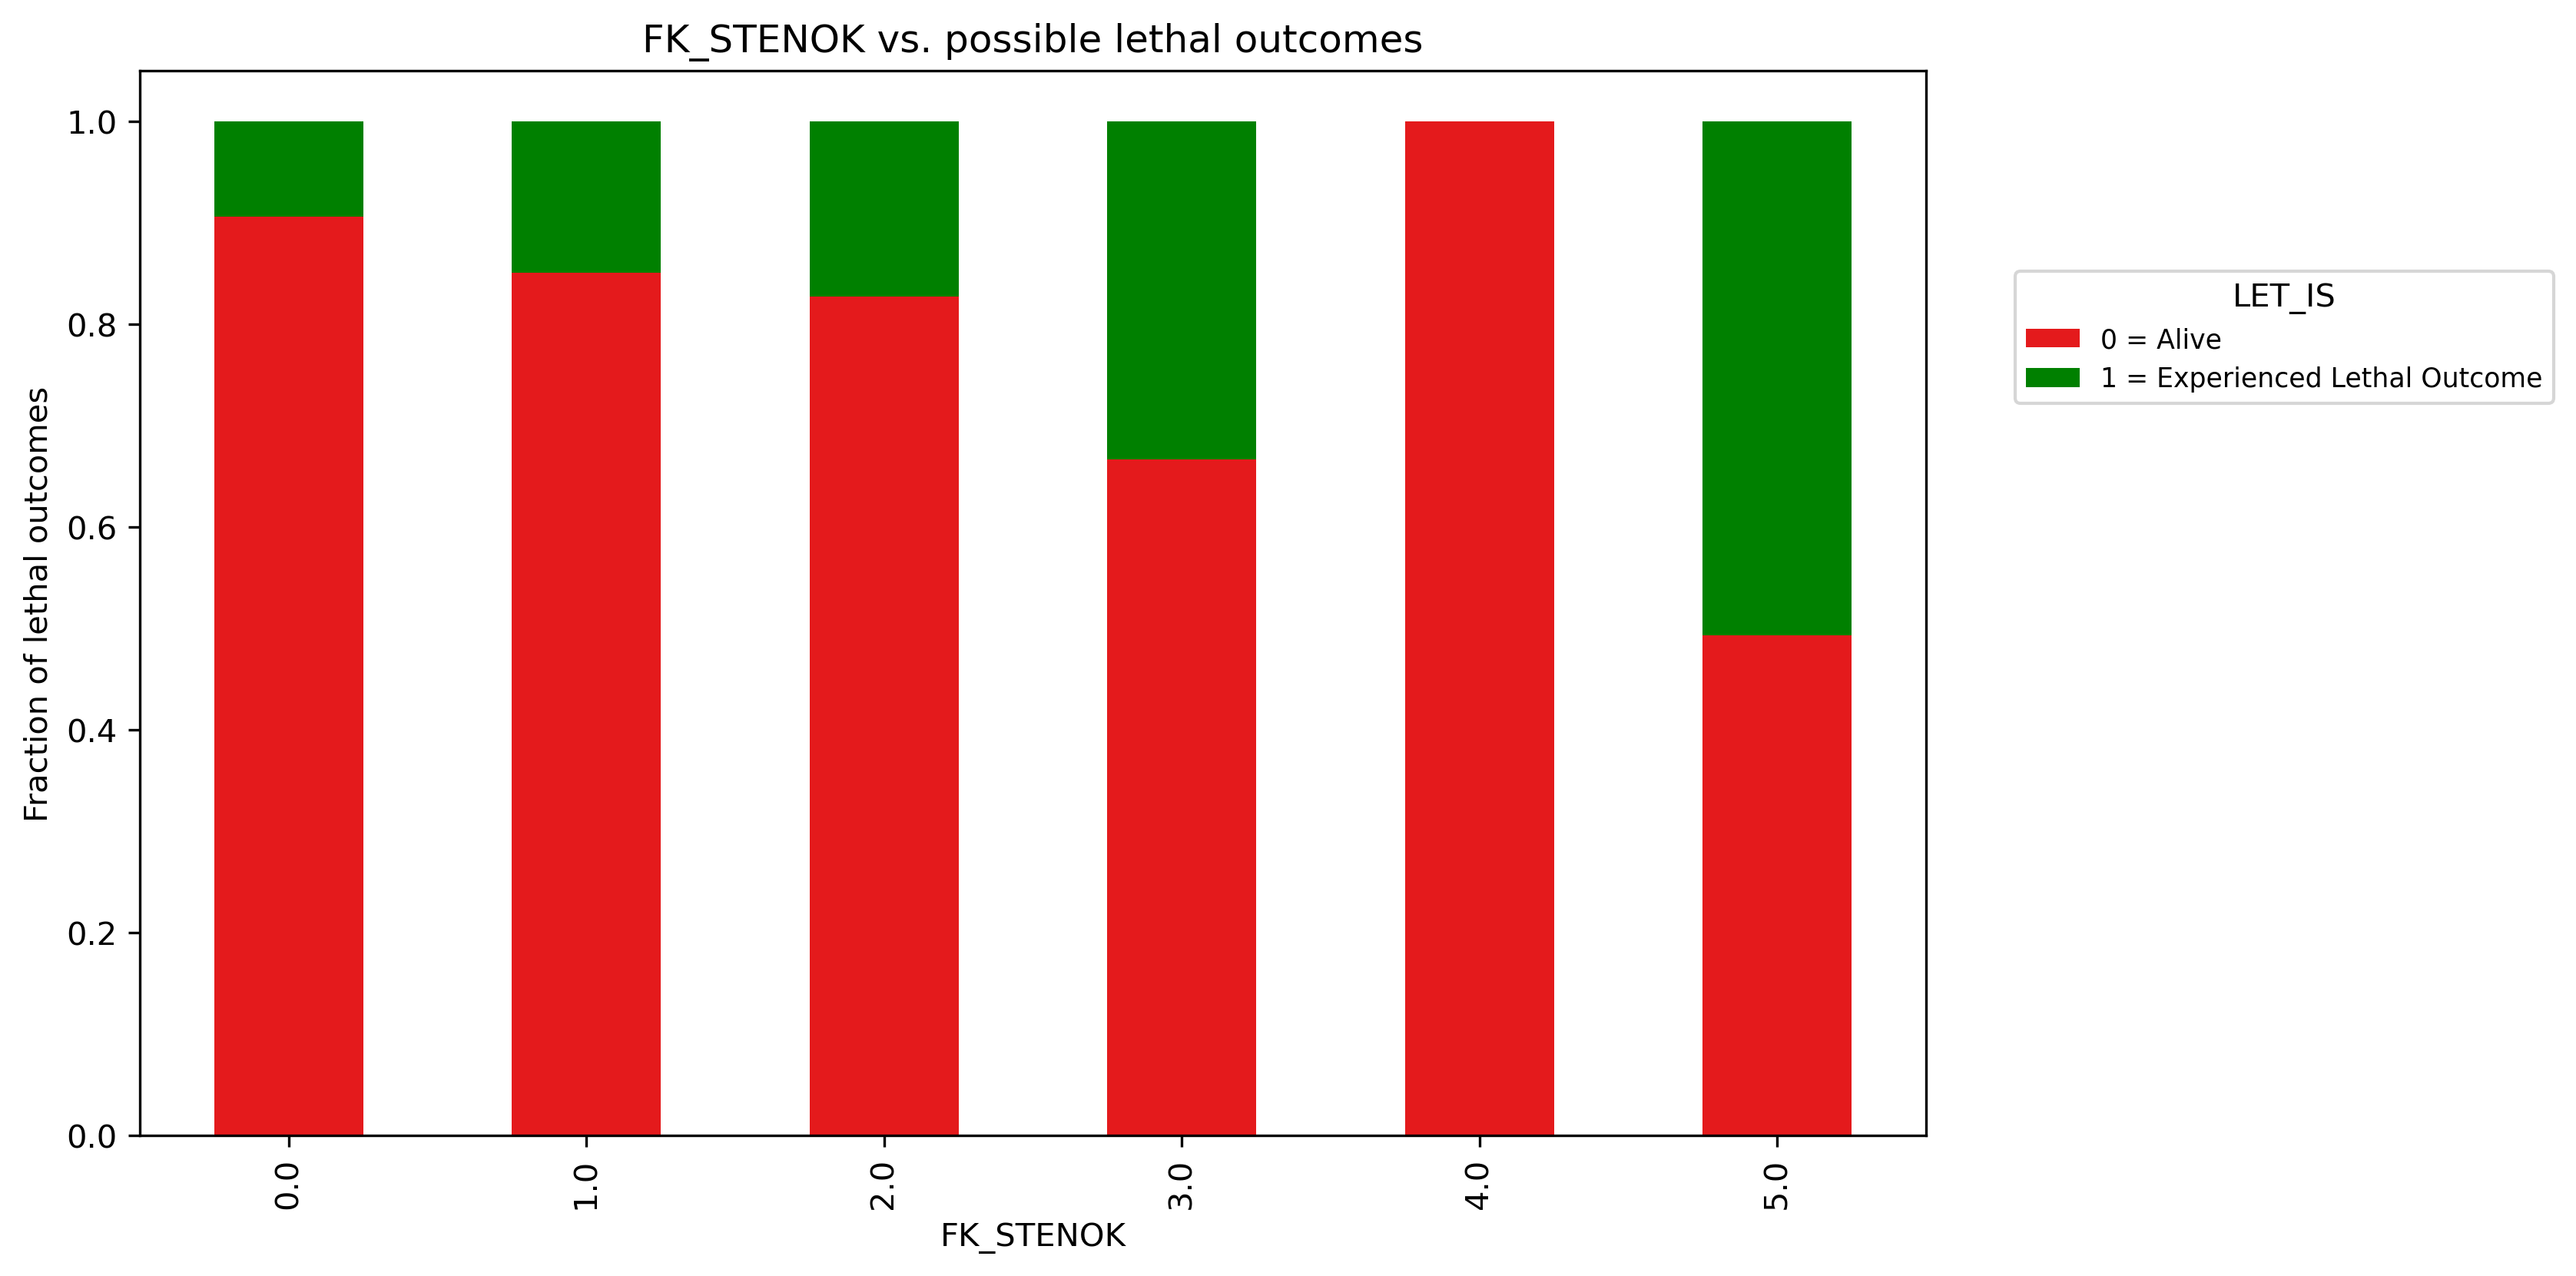 FK_STENOK vs. possible lethal outcomes
Fraction of lethal outcomes
1.0
0.8
0.6
0.4
0.2
0.0
0.0
1.0
2.0
3.0
4.0
5.0
FK_STENOK
LET_IS
0 = Alive
1 = Experienced Lethal Outcome